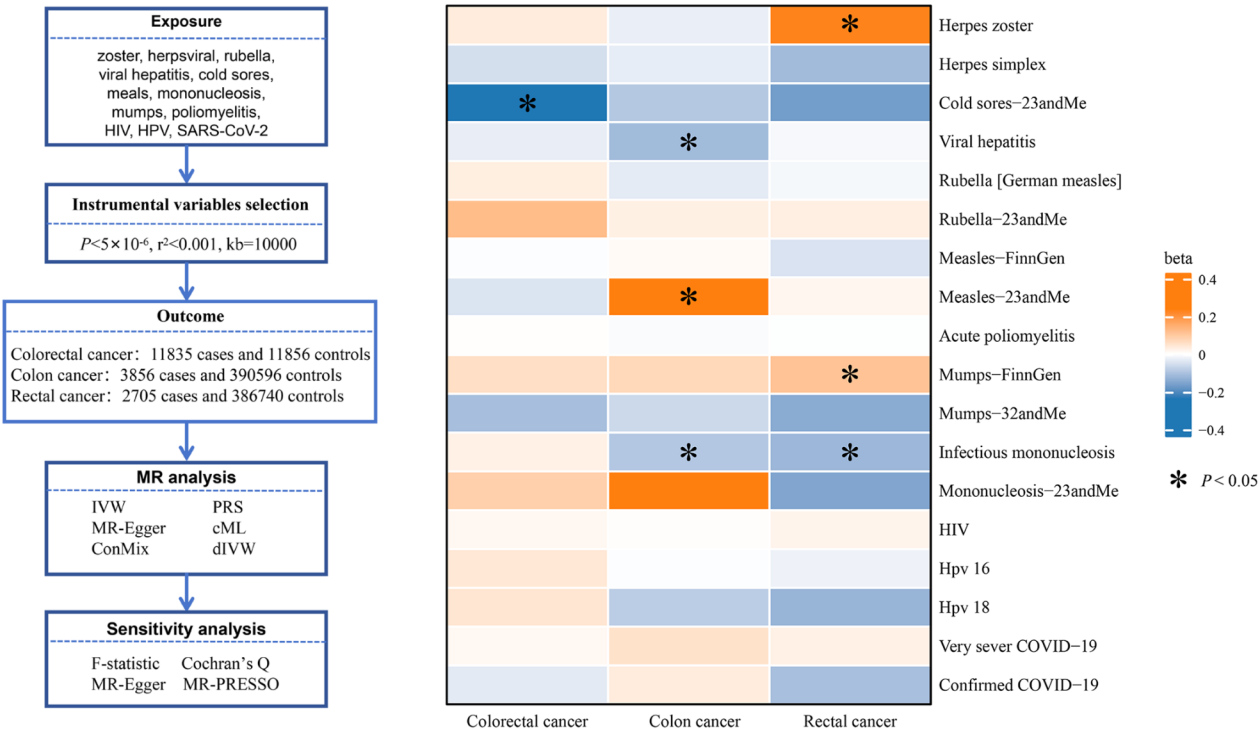 Exposure
zoster, herpsviral, rubella,
viral hepatitis, cold sores,
meals, mononucleosis,
mumps, poliomyelitis,
HIV, HPV, SARS-CoV-2
Instrumental variables selection
P<5×10-6, r²<0.001, kb=10000
Outcome
Colorectal cancer: 11835 cases and 11856 controls
Colon cancer: 3856 cases and 390596 controls
Rectal cancer: 2705 cases and 386740 controls
MR analysis
IVW PRS
MR-Egger cML
ConMix dIVW
Sensitivity analysis
F-statistic Cochran's Q
MR-Egger MR-PRESSO
* Herpes zoster
Herpes simplex
* Cold sores−23andMe
* Viral hepatitis
Rubella [German measles]
Rubella−23andMe
Measles−FinnGen
* Measles−23andMe
Acute poliomyelitis
* Mumps−FinnGen
Mumps−32andMe
* * Infectious mononucleosis
Mononucleosis−23andMe
HIV
Hpv 16
Hpv 18
Very sever COVID−19
Confirmed COVID−19
Colorectal cancer Colon cancer Rectal cancer
beta
0.4
0.2
0
−0.2
−0.4
* P < 0.05